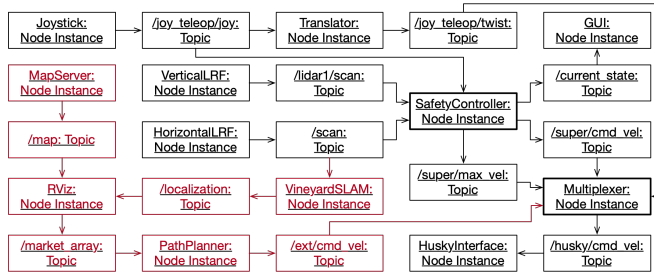 Joystick:
Node Instance
/joy_teleop/joy:
Topic
Translator:
Node Instance
/joy_teleop/twist:
Topic
GUI:
Node Instance
MapServer:
Node Instance
VerticalLRF:
Node Instance
/lidar1/scan:
Topic
SafetyController:
Node Instance
/current_state:
Topic
/map: Topic
HorizontalLRF:
Node Instance
/scan:
Topic
/super/cmd_vel:
Topic
RViz:
Node Instance
/localization:
Topic
VineyardSLAM:
Node Instance
/super/max_vel:
Topic
Multiplexer:
Node Instance
/market_array:
Topic
PathPlanner:
Node Instance
/ext/cmd_vel:
Topic
HuskyInterface:
Node Instance
/husky/cmd_vel:
Topic